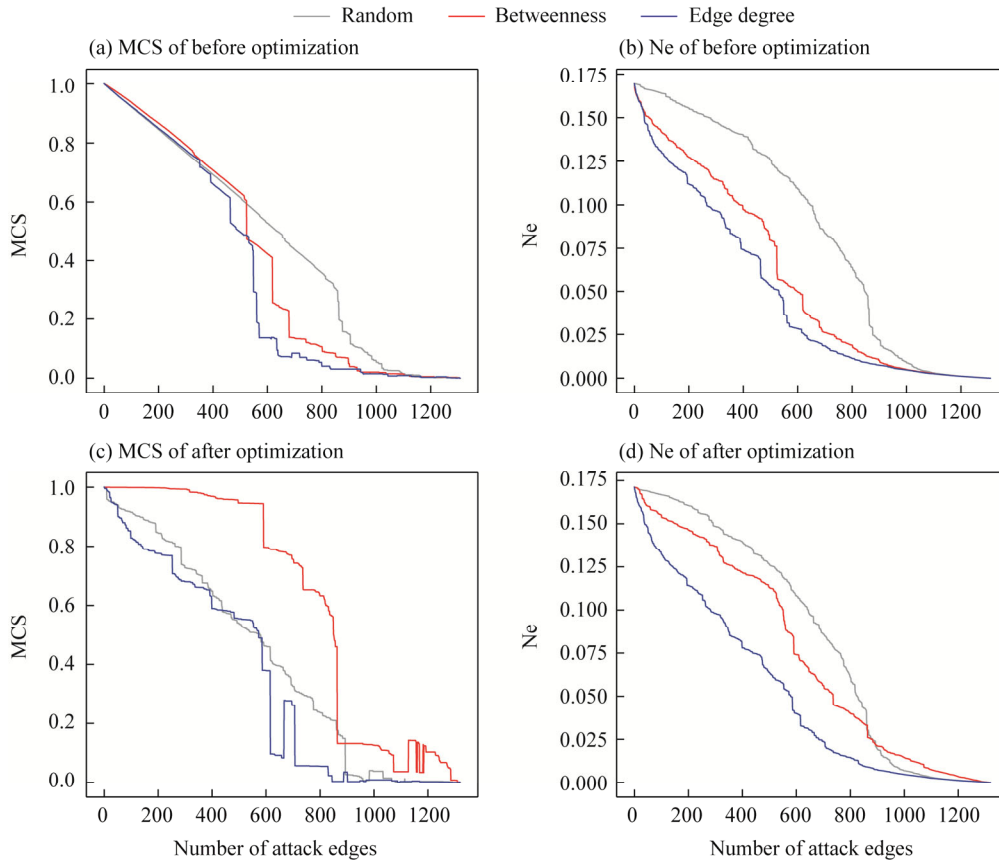 Random Betweenness Edge degree
(a) MCS of before optimization
(b) Ne of before optimization
MCS
1.0
0.8
0.6
0.4
0.2
0.0
0 200 400 600 800 1000 1200
Ne
0.175
0.150
0.125
0.100
0.075
0.050
0.025
0.000
0 200 400 600 800 1000 1200
(c) MCS of after optimization
(d) Ne of after optimization
MCS
1.0
0.8
0.6
0.4
0.2
0.0
0 200 400 600 800 1000 1200
Number of attack edges
Ne
0.175
0.150
0.125
0.100
0.075
0.050
0.025
0.000
0 200 400 600 800 1000 1200
Number of attack edges